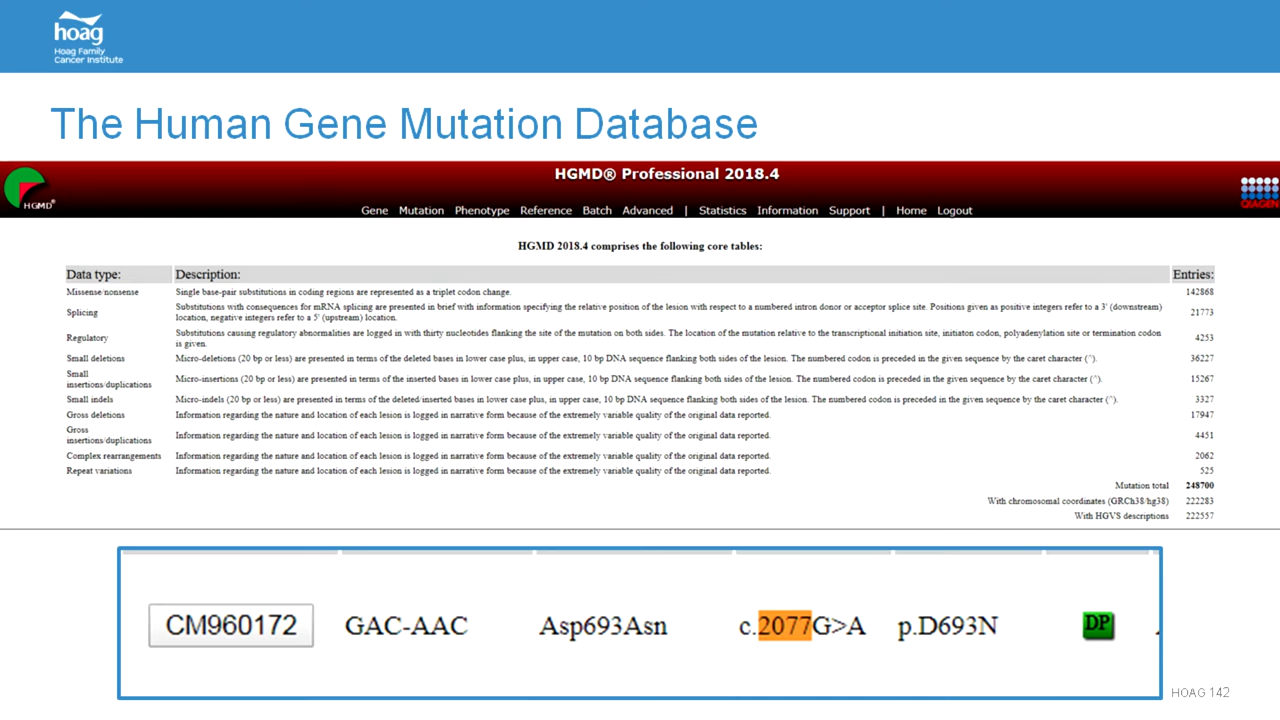 hoag
Hoag Family
Cancer Institute
The Human Gene Mutation Database
HGMD® Professional 2018.4
HGMD®
QIAGEN
Gene Mutation Phenotype Reference Batch Advanced | Statistics Information Support | Home Logout
HGMD 2018.4 comprises the following core tables:
Data type: Description: Entries:
Missense/nonsense Single base-pair substitutions in coding regions are represented as a triplet codon change. 142868
Splicing Substitutions with consequences for mRNA splicing are presented in brief with information specifying the relative position of the lesion with respect to a numbered intron donor or acceptor splice site. Positions given as positive integers refer to a 3' (downstream)
location, negative integers refer to a 5' (upstream) location. 21773
Regulatory Substitutions causing regulatory abnormalities are logged in with thirty nucleotides flanking the site of the mutation on both sides. The location of the mutation relative to the transcriptional initiation site, initiaton codon, polyadenylation site or termination codon
is given. 4253
Small deletions Micro-deletions (20 bp or less) are presented in terms of the deleted bases in lower case plus, in upper case, 10 bp DNA sequence flanking both sides of the lesion. The numbered codon is preceded in the given sequence by the caret character (^). 36227
Small
insertions/duplications Micro-insertions (20 bp or less) are presented in terms of the inserted bases in lower case plus, in upper case, 10 bp DNA sequence flanking both sides of the lesion. The numbered codon is preceded in the given sequence by the caret character (^). 15267
Small indels Micro-indels (20 bp or less) are presented in terms of the deleted/inserted bases in lower case plus, in upper case, 10 bp DNA sequence flanking both sides of the lesion. The numbered codon is preceded in the given sequence by the caret character (^). 3327
Gross deletions Information regarding the nature and location of each lesion is logged in narrative form because of the extremely variable quality of the original data reported. 17947
Gross
insertions/duplications Information regarding the nature and location of each lesion is logged in narrative form because of the extremely variable quality of the original data reported. 4451
Complex rearrangements Information regarding the nature and location of each lesion is logged in narrative form because of the extremely variable quality of the original data reported. 2062
Repeat variations Information regarding the nature and location of each lesion is logged in narrative form because of the extremely variable quality of the original data reported. 525
Mutation total 248700
With chromosomal coordinates (GRCh38/hg38) 222283
With HGVS descriptions 222557
CM960172 GAC-AAC Asp693Asn c.2077G>A p.D693N DP
HOAG 142